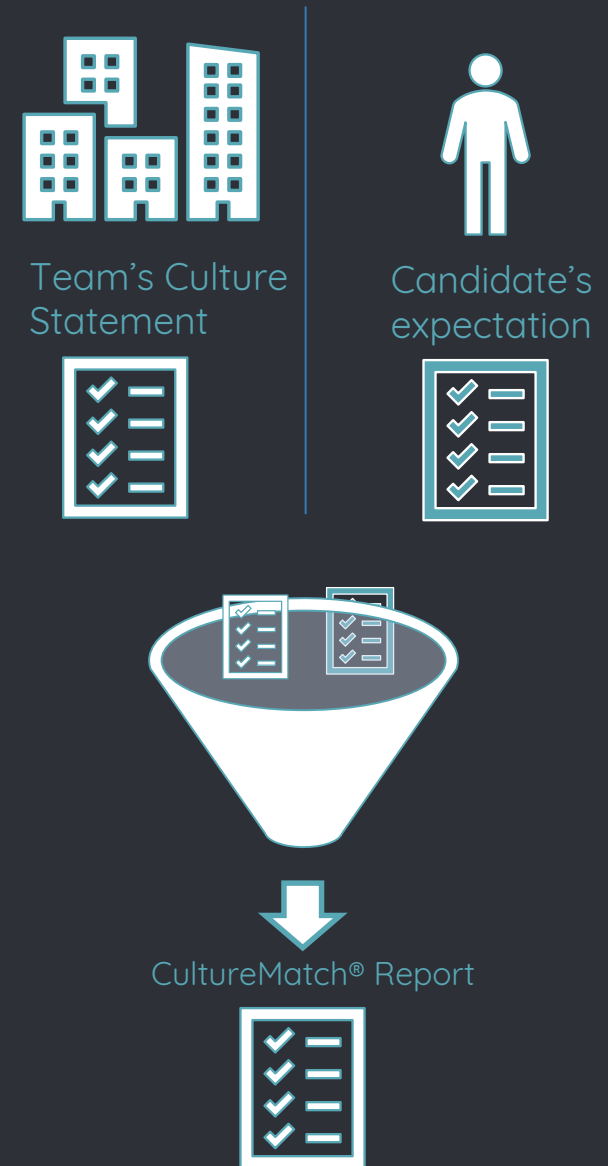 Team’s Culture
Statement
Candidate’s
expectation
CultureMatch® Report